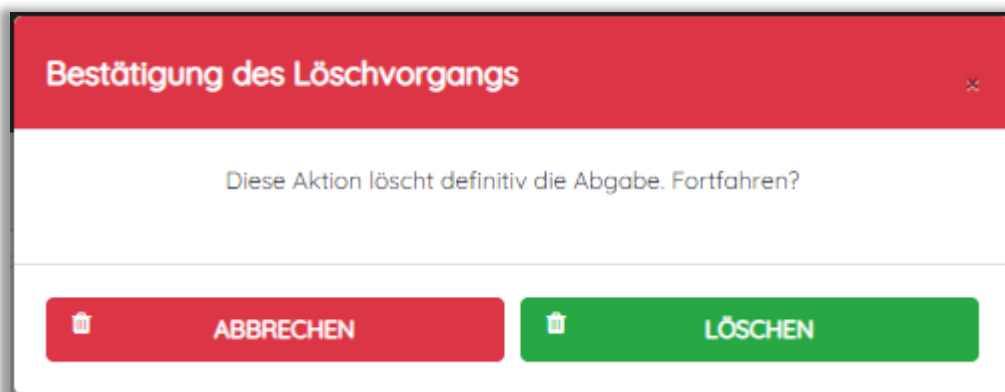 Bestätigung des Löschvorgangs
×
Diese Aktion löscht definitiv die Abgabe. Fortfahren?
ABBRECHEN
LÖSCHEN